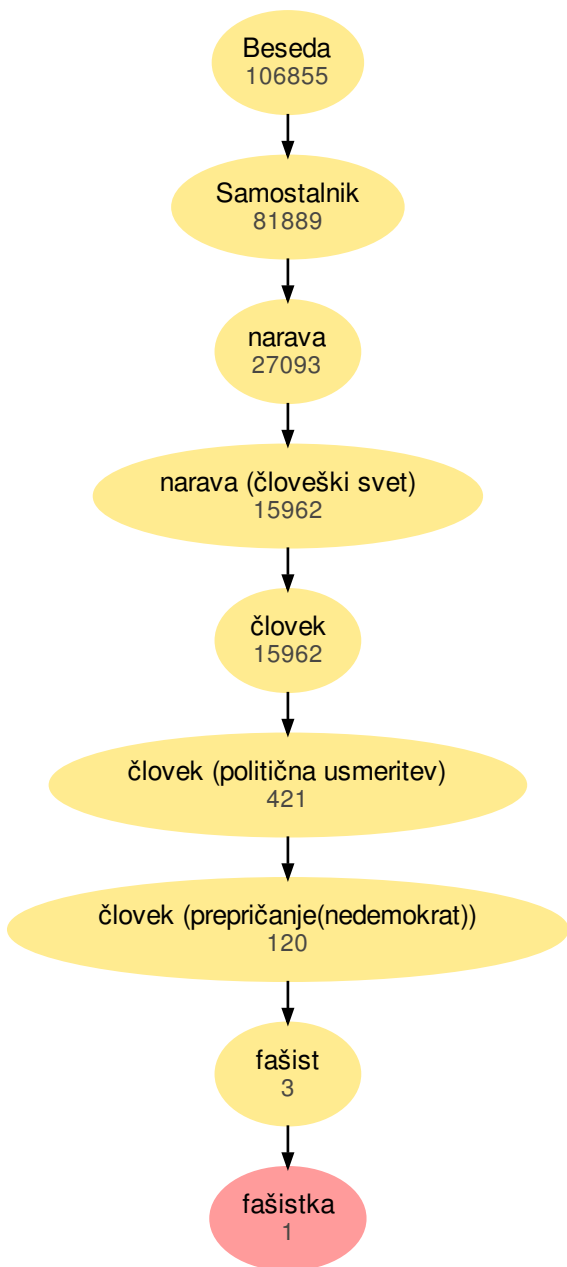 Beseda
106855
Samostalnik
81889
narava
27093
narava (človeški svet)
15962
človek
15962
človek (politična usmeritev)
421
človek (prepričanje(nedemokrat))
120
fašist
3
fašistka
1